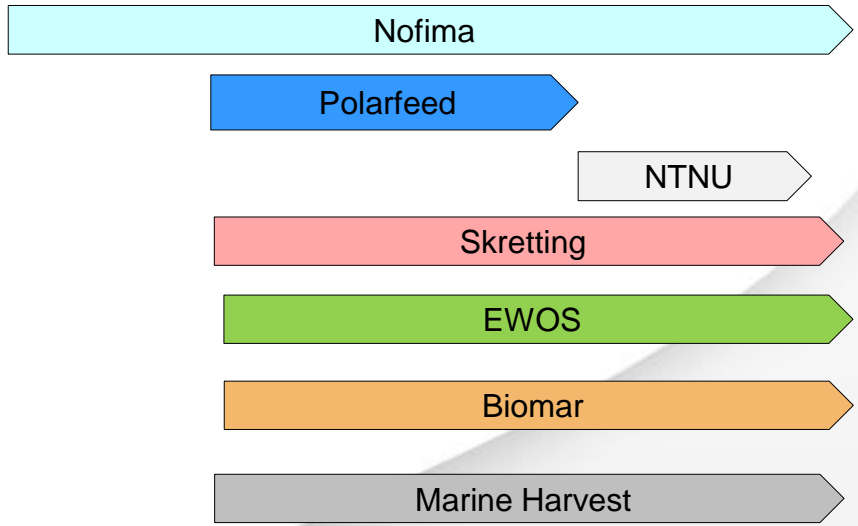 Nofima
Polarfeed
NTNU
Skretting
EWOS
Biomar
Marine Harvest